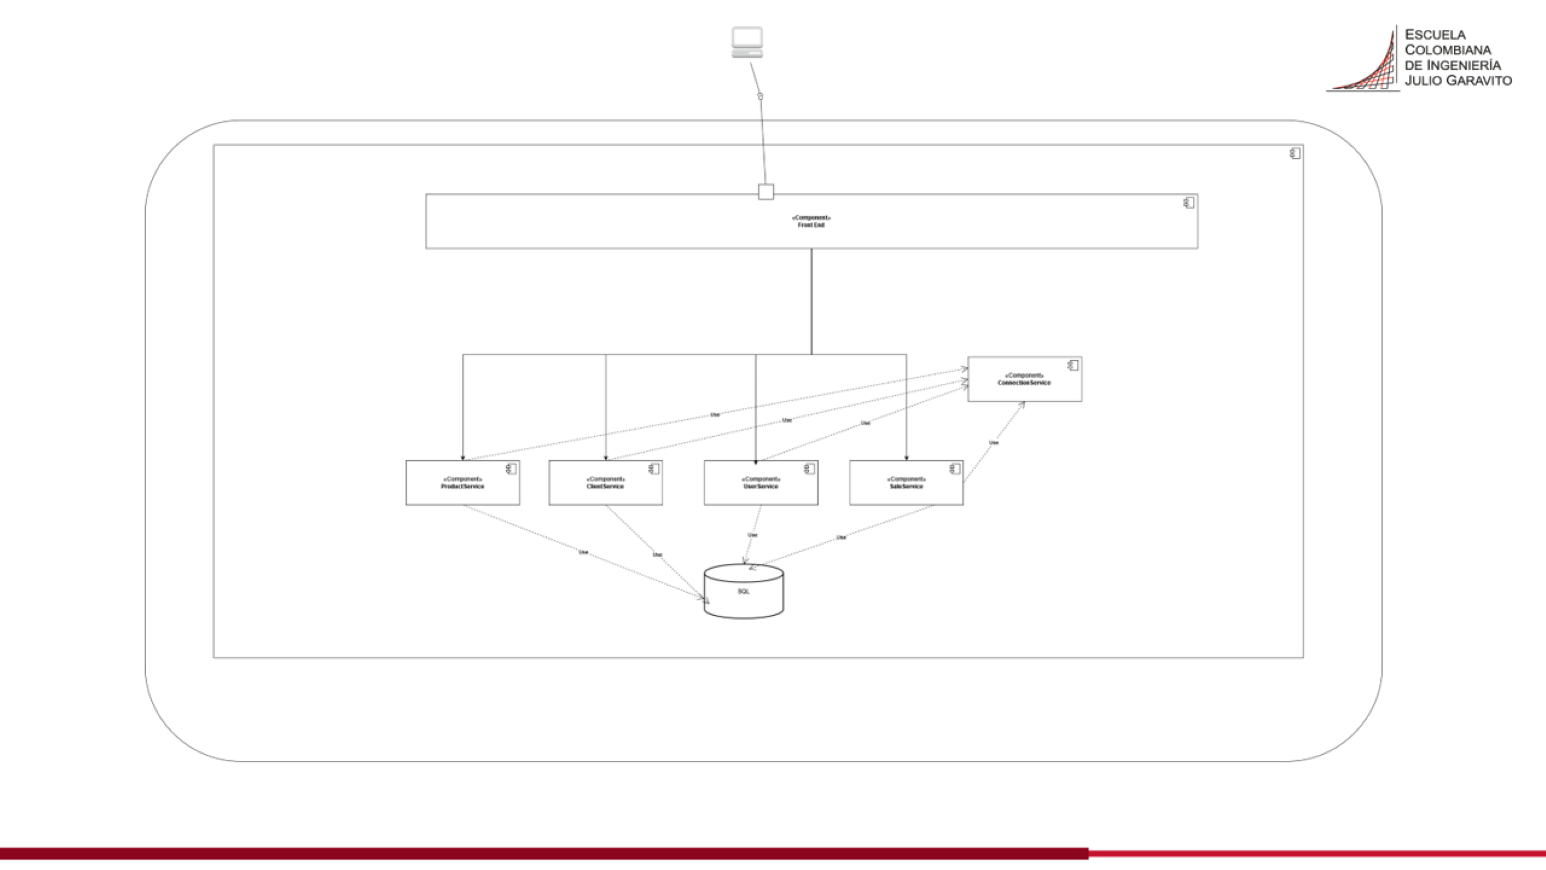 ESCUELA
COLOMBIANA
DE INGENIERÍA
JULIO GARAVITO
«Component»
Front End
«Component»
ConnectionService
Use
Use
Use
Use
«Component»
ProductService
«Component»
ClientService
«Component»
UserService
«Component»
SaleService
Use
Use
Use
Use
SQL